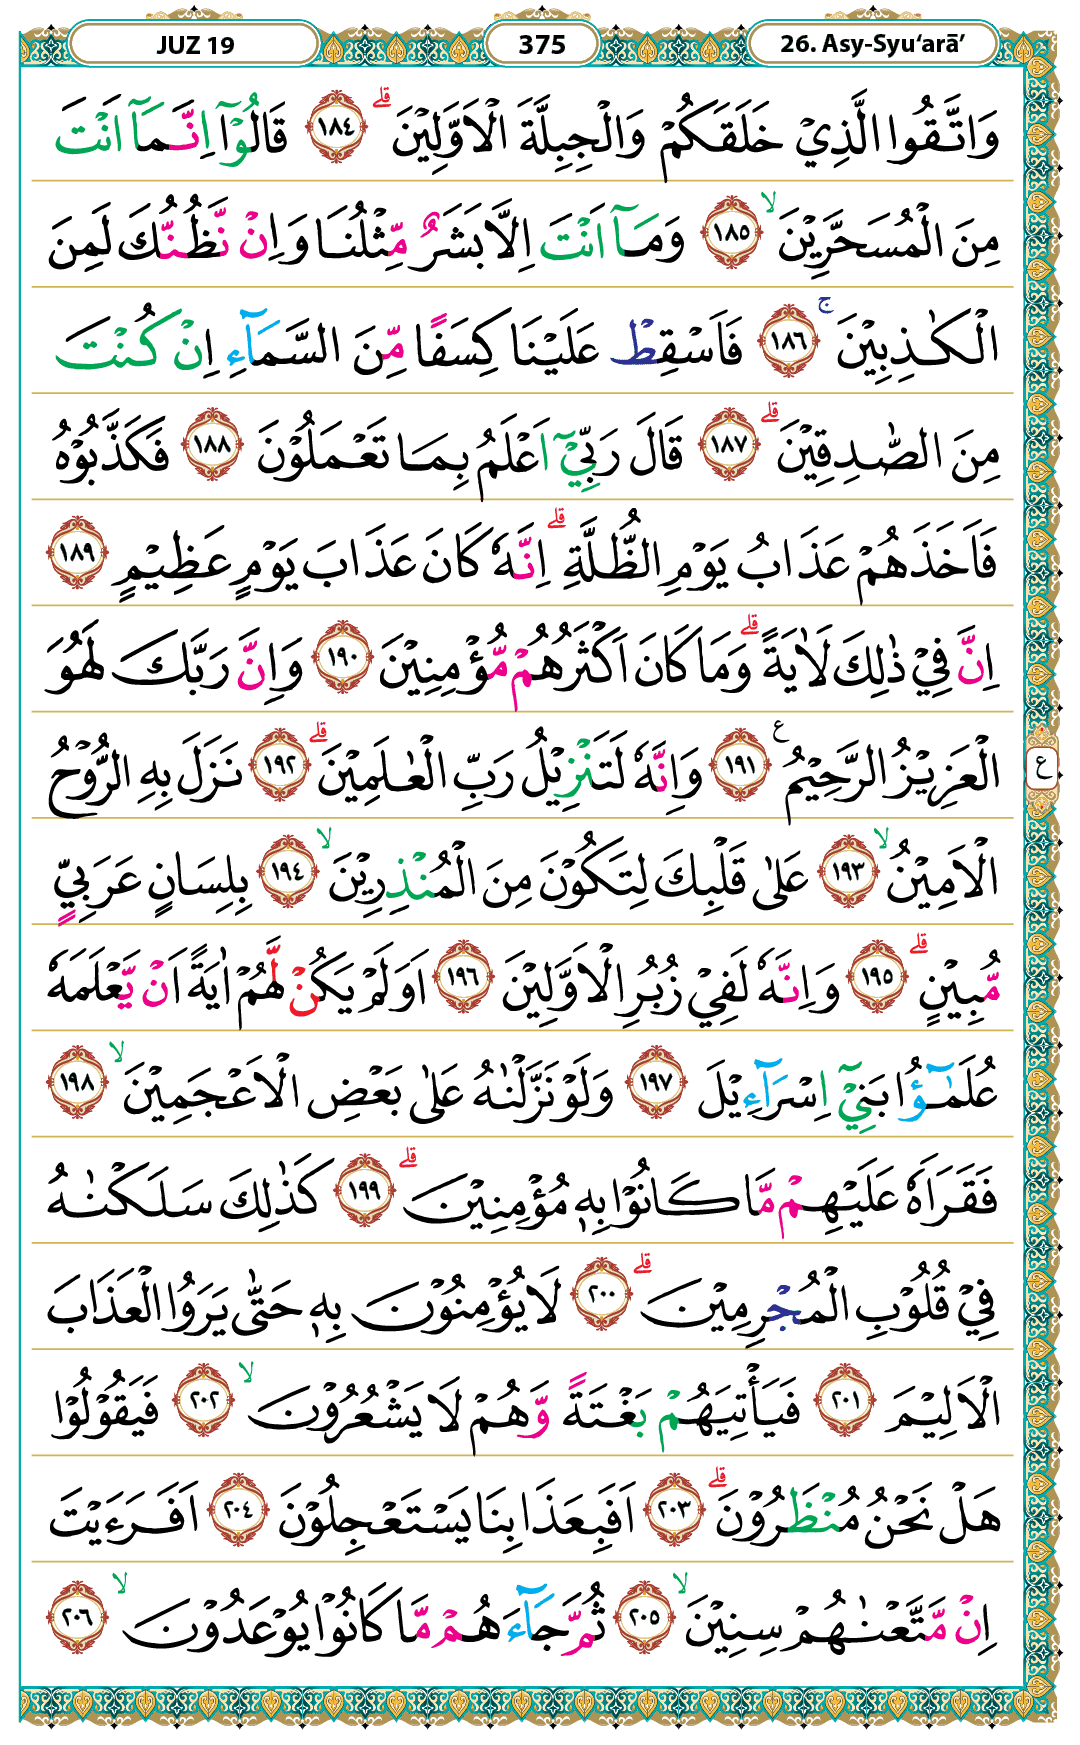 JUZ 19
375
26. Asy-Syu‘arā’
وَاتَّقُوا الَّذِيْ خَلَقَكُمْ وَالْجِبِلَّةَ الْاَوَّلِيْنَ ۗ ١٨٤ قَالُوْٓا اِنَّمَآ اَنْتَ
مِنَ الْمُسَحَّرِيْنَ ۙ ١٨٥ وَمَآ اَنْتَ اِلَّا بَشَرٌ مِّثْلُنَا وَاِنْ نَّظُنُّكَ لَمِنَ
الْكٰذِبِيْنَ ۚ ١٨٦ فَاَسْقِطْ عَلَيْنَا كِسَفًا مِّنَ السَّمَاۤءِ اِنْ كُنْتَ
مِنَ الصّٰدِقِيْنَ ۗ ١٨٧ قَالَ رَبِّيْٓ اَعْلَمُ بِمَا تَعْمَلُوْنَ ١٨٨ فَكَذَّبُوْهُ
فَاَخَذَهُمْ عَذَابُ يَوْمِ الظُّلَّةِ ۗ اِنَّهٗ كَانَ عَذَابَ يَوْمٍ عَظِيْمٍ ١٨٩
اِنَّ فِيْ ذٰلِكَ لَاٰيَةً ۗ وَمَا كَانَ اَكْثَرُهُمْ مُّؤْمِنِيْنَ ١٩٠ وَاِنَّ رَبَّكَ لَهُوَ
الْعَزِيْزُ الرَّحِيْمُ ࣖ ١٩١ وَاِنَّهٗ لَتَنْزِيْلُ رَبِّ الْعٰلَمِيْنَ ۗ ١٩٢ نَزَلَ بِهِ الرُّوْحُ
ع
الْاَمِيْنُ ۙ ١٩٣ عَلٰى قَلْبِكَ لِتَكُوْنَ مِنَ الْمُنْذِرِيْنَ ۙ ١٩٤ بِلِسَانٍ عَرَبِيٍّ
مُّبِيْنٍ ۗ ١٩٥ وَاِنَّهٗ لَفِيْ زُبُرِ الْاَوَّلِيْنَ ١٩٦ اَوَلَمْ يَكُنْ لَّهُمْ اٰيَةً اَنْ يَّعْلَمَهٗ
عُلَمٰۤؤُا بَنِيْٓ اِسْرَاۤءِيْلَ ١٩٧ وَلَوْ نَزَّلْنٰهُ عَلٰى بَعْضِ الْاَعْجَمِيْنَ ۙ ١٩٨
فَقَرَاَهٗ عَلَيْهِمْ مَّا كَانُوْا بِهٖ مُؤْمِنِيْنَ ۗ ١٩٩ كَذٰلِكَ سَلَكْنٰهُ
فِيْ قُلُوْبِ الْمُجْرِمِيْنَ ۗ ٢٠٠ لَا يُؤْمِنُوْنَ بِهٖ حَتّٰى يَرَوُا الْعَذَابَ
الْاَلِيْمَ ٢٠١ فَيَأْتِيَهُمْ بَغْتَةً وَّهُمْ لَا يَشْعُرُوْنَ ۙ ٢٠٢ فَيَقُوْلُوْا
هَلْ نَحْنُ مُنْظَرُوْنَ ۗ ٢٠٣ اَفَبِعَذَابِنَا يَسْتَعْجِلُوْنَ ٢٠٤ اَفَرَءَيْتَ
اِنْ مَّتَّعْنٰهُمْ سِنِيْنَ ۙ ٢٠٥ ثُمَّ جَاۤءَهُمْ مَّا كَانُوْا يُوْعَدُوْنَ ۙ ٢٠٦